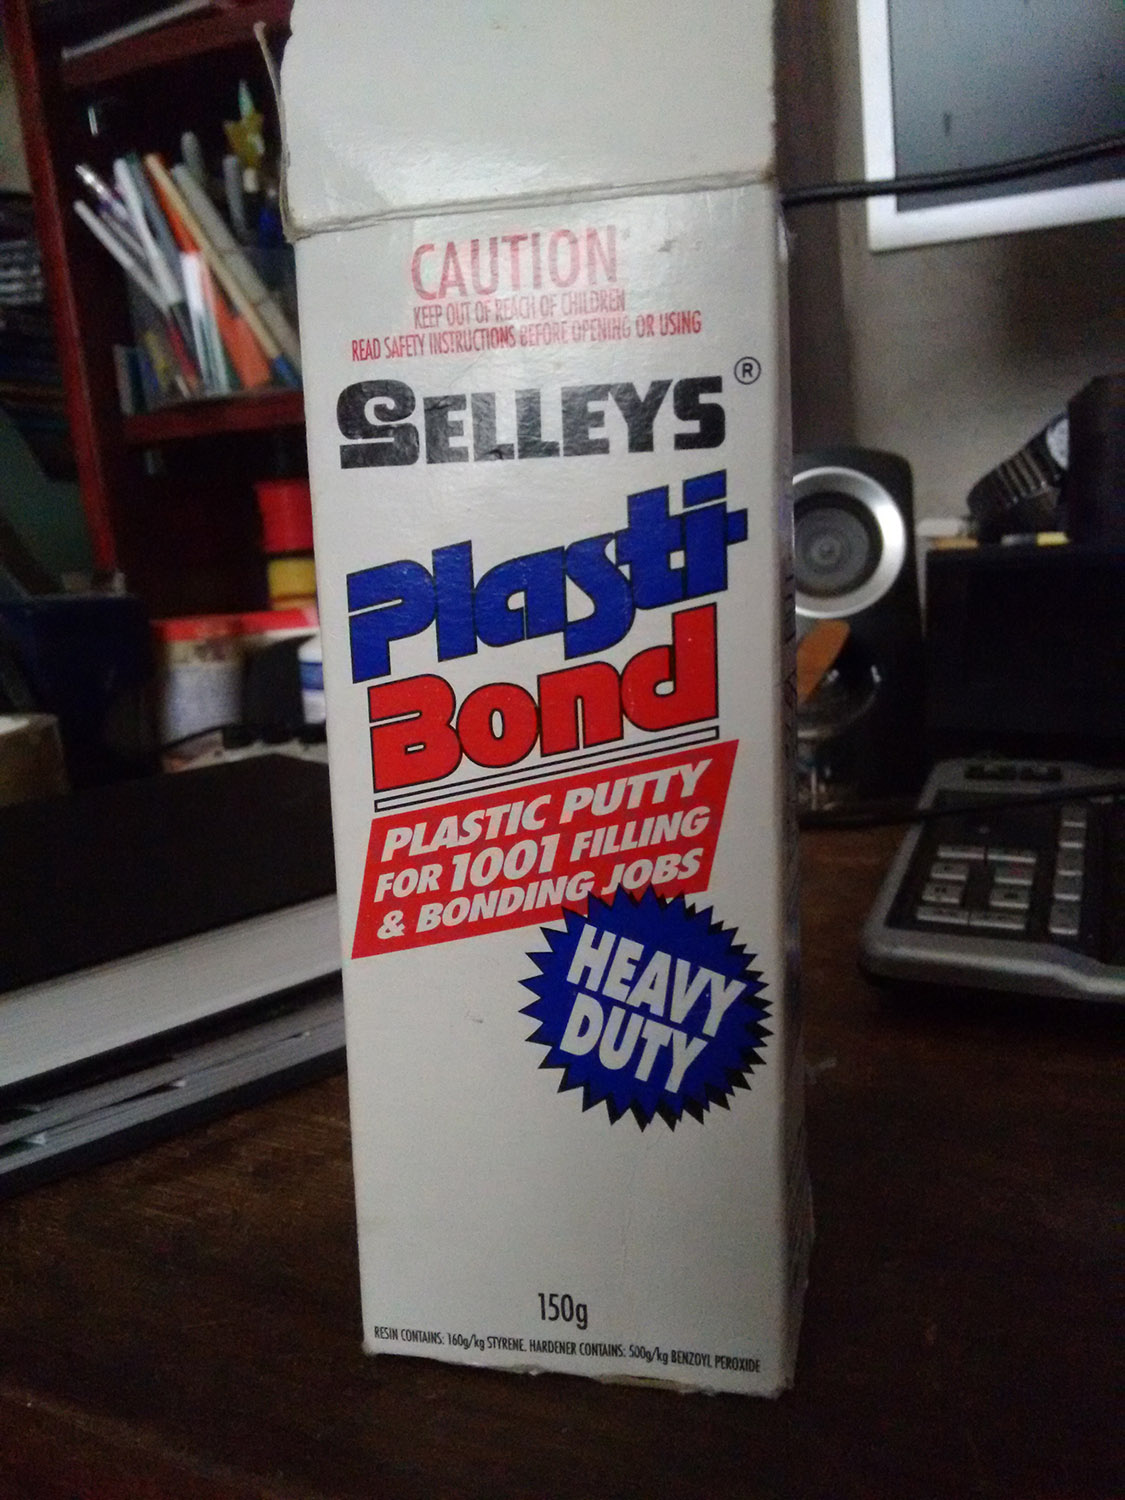 CAUTION
KEEP OUT OF REACH OF CHILDREN
READ SAFETY INSTRUCTIONS BEFORE OPENING OR USING
SELLEYS®
Plasti
Bond
PLASTIC PUTTY
FOR 1001 FILLING
& BONDING JOBS
HEAVY
DUTY
150g
RESIN CONTAINS: 160g/kg STYRENE. HARDENER CONTAINS: 500g/kg BENZOYL PEROXIDE